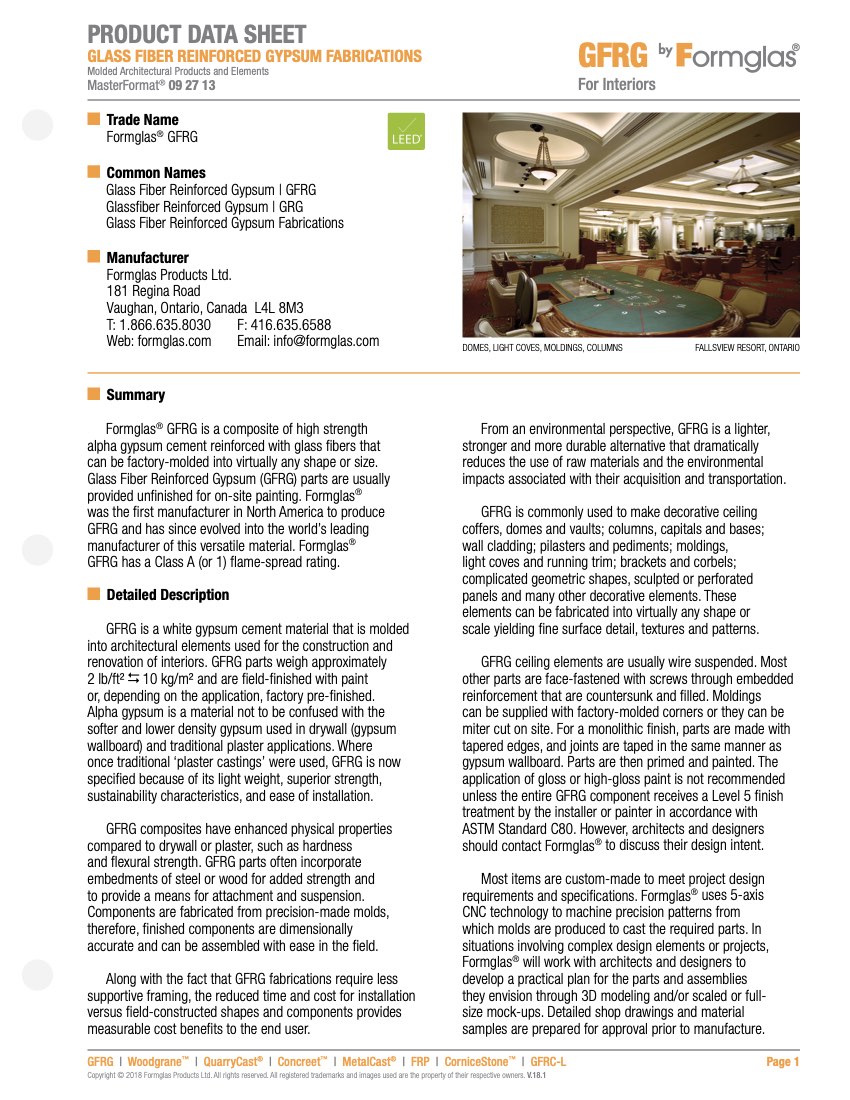 PRODUCT DATA SHEET
GLASS FIBER REINFORCED GYPSUM FABRICATIONS
Molded Architectural Products and Elements
MasterFormat® 09 27 13
GFRG by Formglas®
For Interiors
Trade Name
Formglas® GFRG
LEED®
Common Names
Glass Fiber Reinforced Gypsum | GFRG
Glassfiber Reinforced Gypsum | GRG
Glass Fiber Reinforced Gypsum Fabrications
Manufacturer
Formglas Products Ltd.
181 Regina Road
Vaughan, Ontario, Canada L4L 8M3
T: 1.866.635.8030 F: 416.635.6588
Web: formglas.com Email: info@formglas.com
DOMES, LIGHT COVES, MOLDINGS, COLUMNS FALLSVIEW RESORT, ONTARIO
Summary
Formglas® GFRG is a composite of high strength
alpha gypsum cement reinforced with glass fibers that
can be factory-molded into virtually any shape or size.
Glass Fiber Reinforced Gypsum (GFRG) parts are usually
provided unfinished for on-site painting. Formglas®
was the first manufacturer in North America to produce
GFRG and has since evolved into the world's leading
manufacturer of this versatile material. Formglas®
GFRG has a Class A (or 1) flame-spread rating.
Detailed Description
GFRG is a white gypsum cement material that is molded
into architectural elements used for the construction and
renovation of interiors. GFRG parts weigh approximately
2 lb/ft² ⇆ 10 kg/m² and are field-finished with paint
or, depending on the application, factory pre-finished.
Alpha gypsum is a material not to be confused with the
softer and lower density gypsum used in drywall (gypsum
wallboard) and traditional plaster applications. Where
once traditional ‘plaster castings’ were used, GFRG is now
specified because of its light weight, superior strength,
sustainability characteristics, and ease of installation.
GFRG composites have enhanced physical properties
compared to drywall or plaster, such as hardness
and flexural strength. GFRG parts often incorporate
embedments of steel or wood for added strength and
to provide a means for attachment and suspension.
Components are fabricated from precision-made molds,
therefore, finished components are dimensionally
accurate and can be assembled with ease in the field.
Along with the fact that GFRG fabrications require less
supportive framing, the reduced time and cost for installation
versus field-constructed shapes and components provides
measurable cost benefits to the end user.
From an environmental perspective, GFRG is a lighter,
stronger and more durable alternative that dramatically
reduces the use of raw materials and the environmental
impacts associated with their acquisition and transportation.
GFRG is commonly used to make decorative ceiling
coffers, domes and vaults; columns, capitals and bases;
wall cladding; pilasters and pediments; moldings,
light coves and running trim; brackets and corbels;
complicated geometric shapes, sculpted or perforated
panels and many other decorative elements. These
elements can be fabricated into virtually any shape or
scale yielding fine surface detail, textures and patterns.
GFRG ceiling elements are usually wire suspended. Most
other parts are face-fastened with screws through embedded
reinforcement that are countersunk and filled. Moldings
can be supplied with factory-molded corners or they can be
miter cut on site. For a monolithic finish, parts are made with
tapered edges, and joints are taped in the same manner as
gypsum wallboard. Parts are then primed and painted. The
application of gloss or high-gloss paint is not recommended
unless the entire GFRG component receives a Level 5 finish
treatment by the installer or painter in accordance with
ASTM Standard C80. However, architects and designers
should contact Formglas® to discuss their design intent.
Most items are custom-made to meet project design
requirements and specifications. Formglas® uses 5-axis
CNC technology to machine precision patterns from
which molds are produced to cast the required parts. In
situations involving complex design elements or projects,
Formglas® will work with architects and designers to
develop a practical plan for the parts and assemblies
they envision through 3D modeling and/or scaled or full-
size mock-ups. Detailed shop drawings and material
samples are prepared for approval prior to manufacture.
GFRG | Woodgrane™ | QuarryCast® | Concreet™ | MetalCast® | FRP | CorniceStone™ | GFRC-L Page 1
Copyright © 2018 Formglas Products Ltd. All rights reserved. All registered trademarks and images used are the property of their respective owners. V.18.1